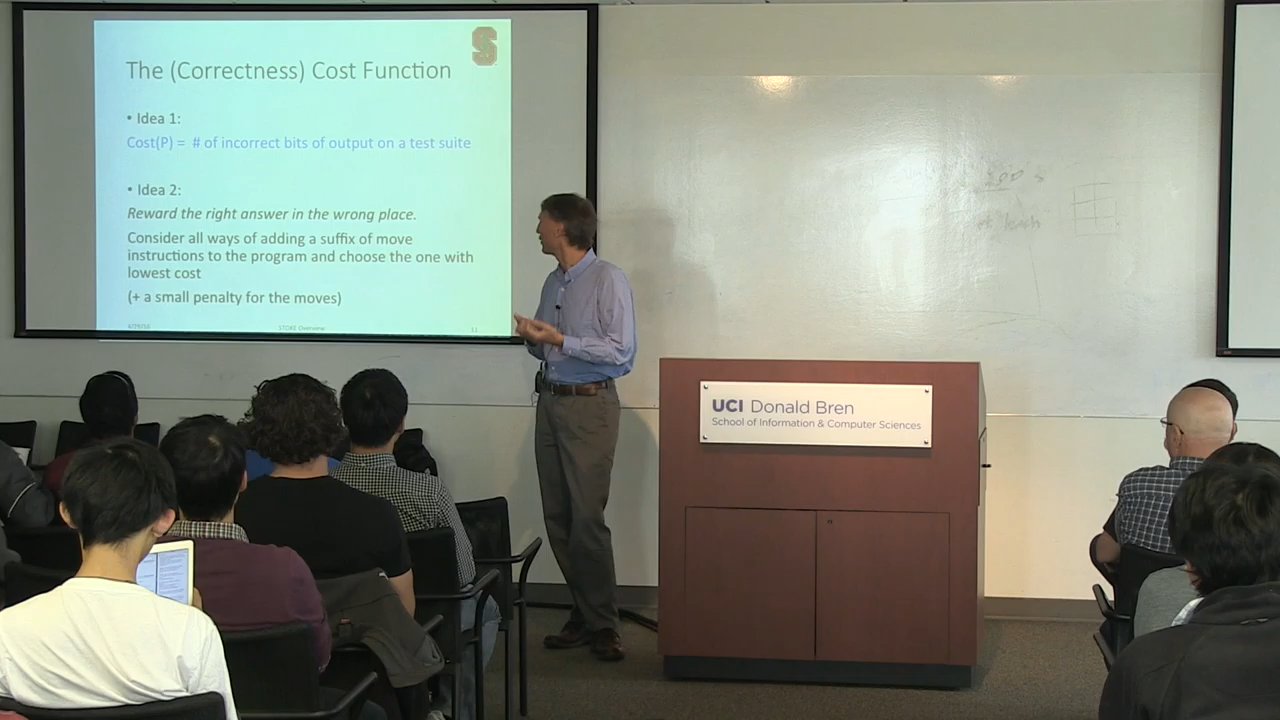 The (Correctness) Cost Function
• Idea 1:
Cost(P) = # of incorrect bits of output on a test suite
• Idea 2:
Reward the right answer in the wrong place.
Consider all ways of adding a suffix of move
instructions to the program and choose the one with
lowest cost
(+ a small penalty for the moves)
STOKE Overview
11
S
UCI Donald Bren
School of Information & Computer Sciences